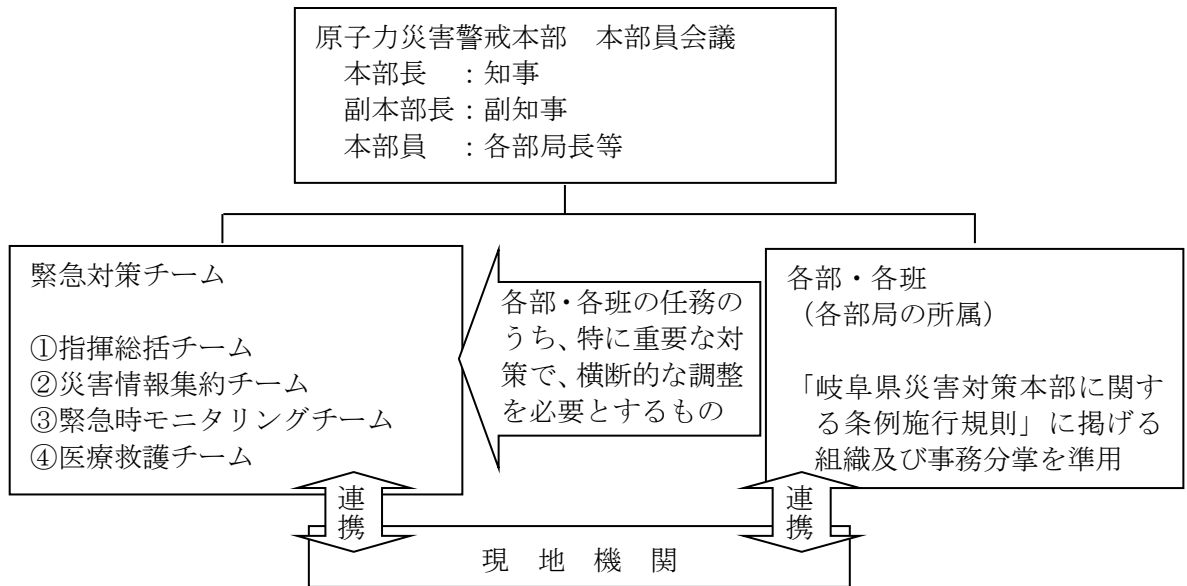 原子力災害警戒本部　本部員会議
本部長　：知事
副本部長：副知事
本部員　：各部局長等
緊急対策チーム
①指揮総括チーム
②災害情報集約チーム
③緊急時モニタリングチーム
④医療救護チーム
各部・各班の任務の
うち、特に重要な対
策で、横断的な調整
を必要とするもの
各部・各班
（各部局の所属）
「岐阜県災害対策本部に関す
る条例施行規則」に掲げる
組織及び事務分掌を準用
連携
連携
現　地　機　関